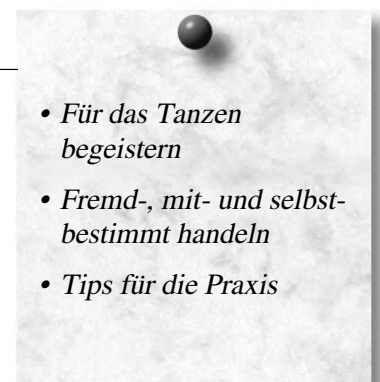 • Für das Tanzen
begeistern
• Fremd-, mit- und selbst-
bestimmt handeln
• Tips für die Praxis